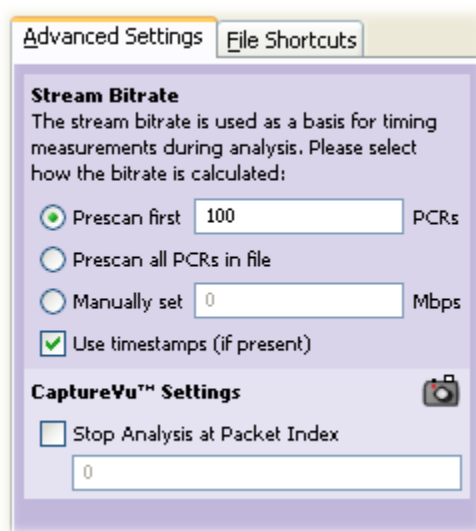 Advanced Settings File Shortcuts
Stream Bitrate
The stream bitrate is used as a basis for timing
measurements during analysis. Please select
how the bitrate is calculated:
Prescan first 100 PCRs
Prescan all PCRs in file
Manually set 0 Mbps
Use timestamps (if present)
CaptureVu™ Settings
Stop Analysis at Packet Index
0